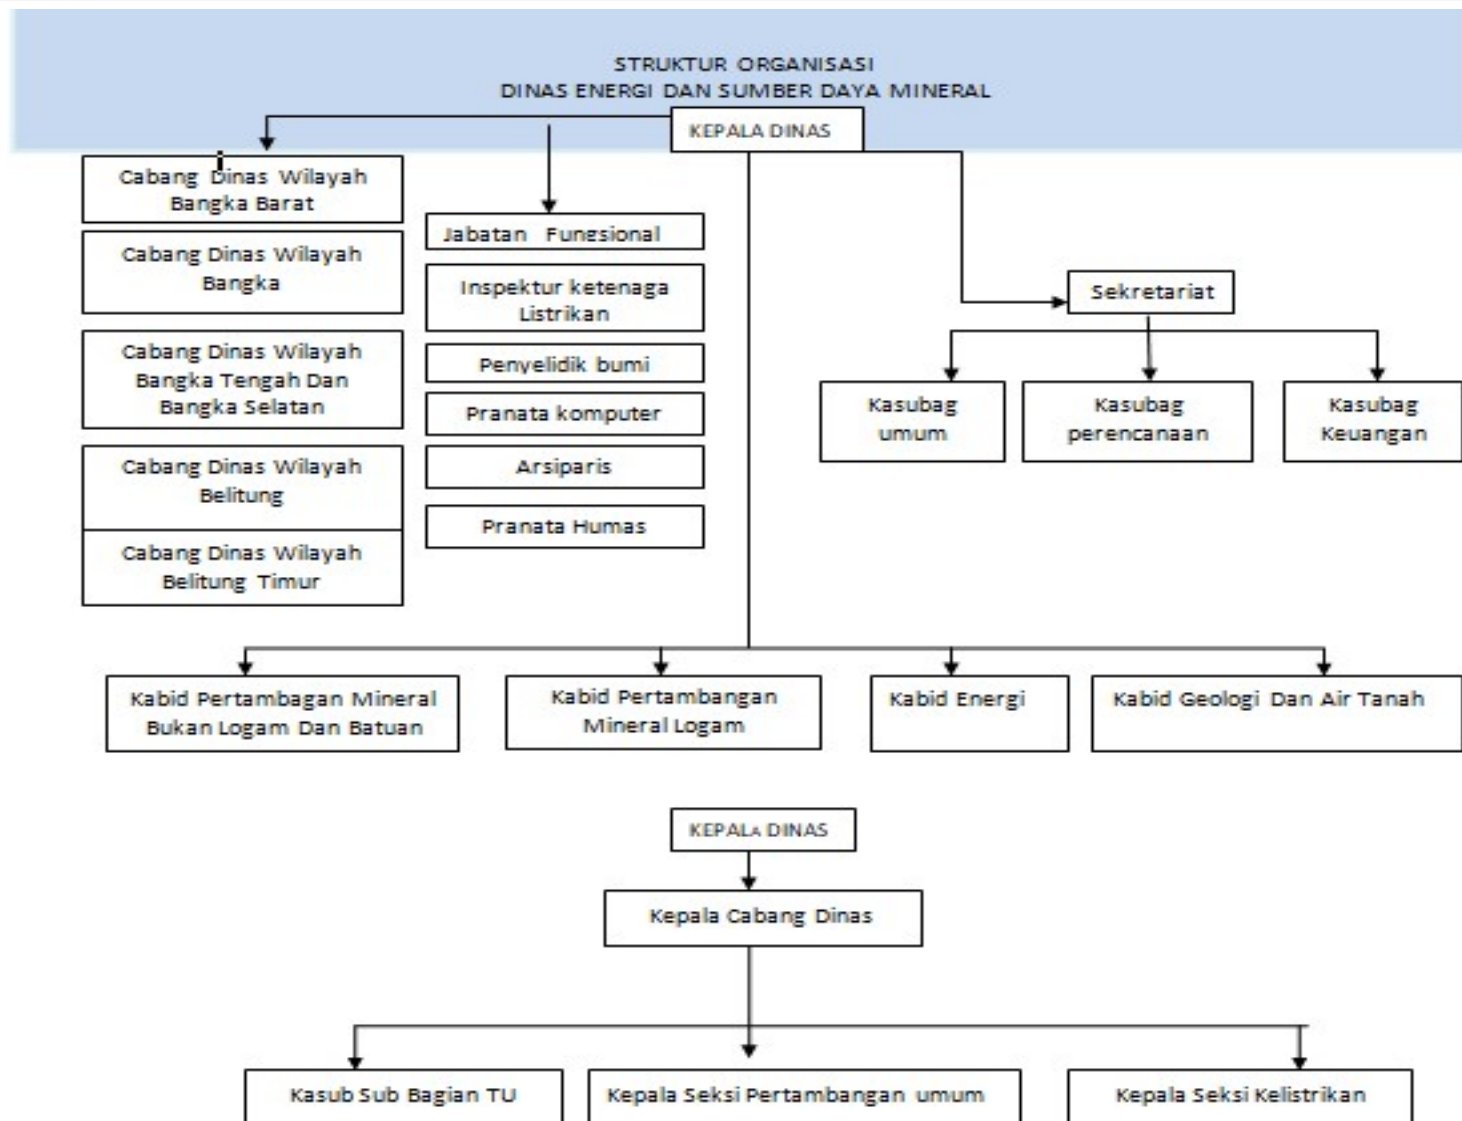 STRUKTUR ORGANISASI
DINAS ENERGI DAN SUMBER DAYA MINERAL
KEPALA DINAS
Cabang Dinas Wilayah
Bangka Barat
Cabang Dinas Wilayah
Bangka
Cabang Dinas Wilayah
Bangka Tengah Dan
Bangka Selatan
Cabang Dinas Wilayah
Belitung
Cabang Dinas Wilayah
Belitung Timur
Jabatan Fungsional
Inspektur ketenaga
Listrikan
Penyelidik bumi
Pranata komputer
Arsiparis
Pranata Humas
Sekretariat
Kasubag
umum
Kasubag
perencanaan
Kasubag
Keuangan
Kabid Pertambagan Mineral
Bukan Logam Dan Batuan
Kabid Pertambangan
Mineral Logam
Kabid Energi
Kabid Geologi Dan Air Tanah
KEPALA DINAS
Kepala Cabang Dinas
Kasub Sub Bagian TU
Kepala Seksi Pertambangan umum
Kepala Seksi Kelistrikan